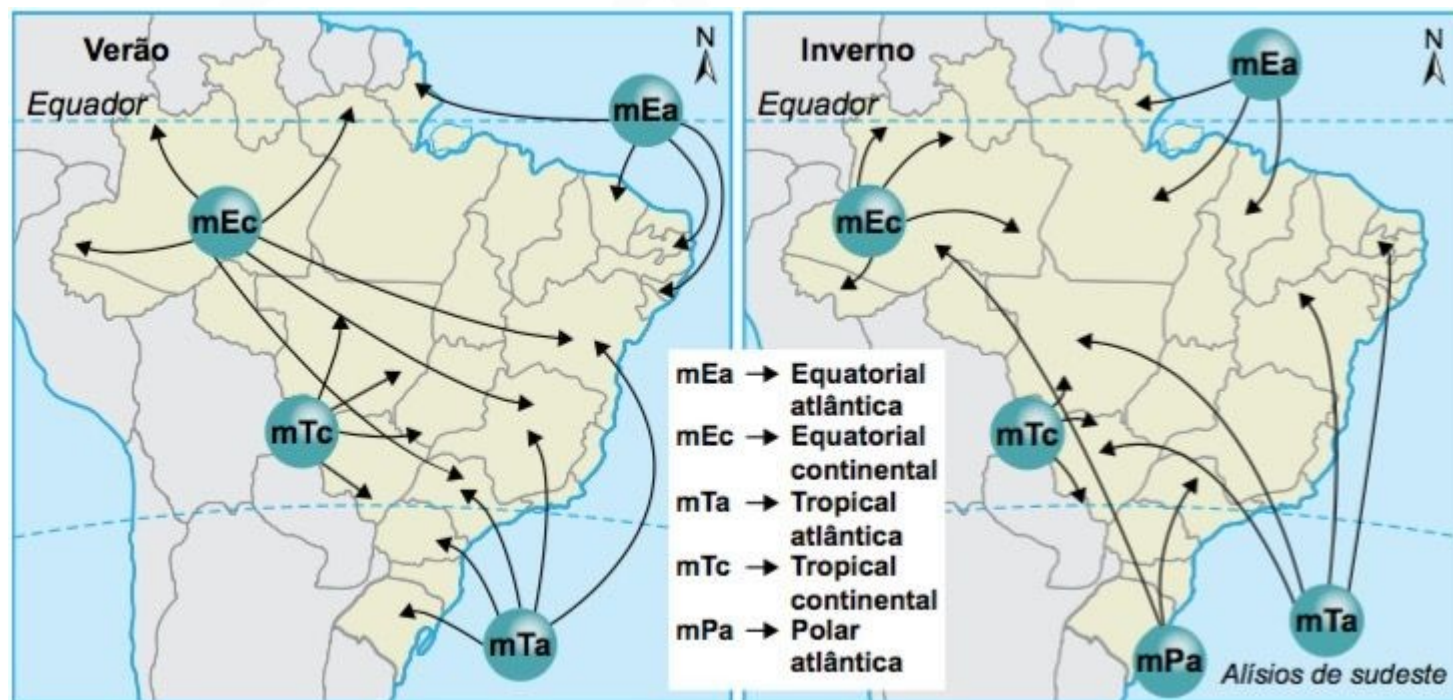 Verão
N
Equador
mEa
mEc
mTc
mTa
Inverno
N
Equador
mEa
mEc
mTc
mPa
mTa
Alísios de sudeste
mEa → Equatorial
atlântica
mEc → Equatorial
continental
mTa → Tropical
atlântica
mTc → Tropical
continental
mPa → Polar
atlântica